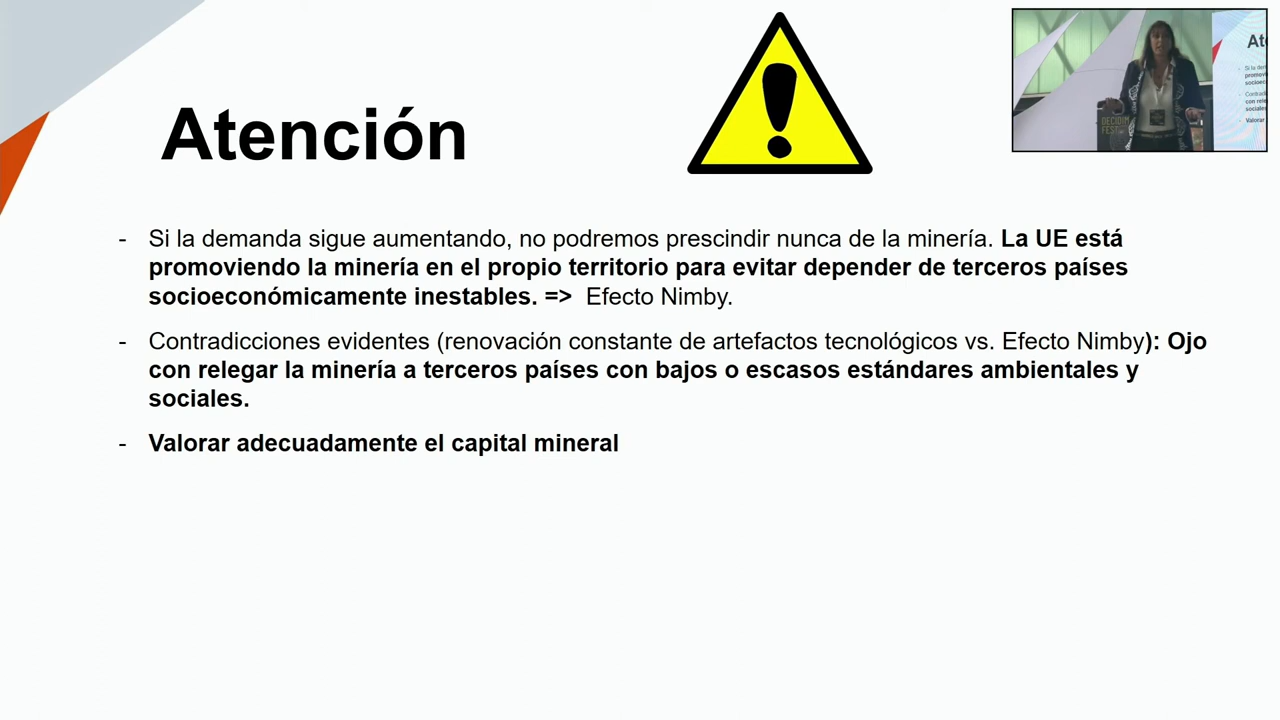 Atención
- Si la demanda sigue aumentando, no podremos prescindir nunca de la minería. La UE está
promoviendo la minería en el propio territorio para evitar depender de terceros países
socioeconómicamente inestables. => Efecto Nimby.
- Contradicciones evidentes (renovación constante de artefactos tecnológicos vs. Efecto Nimby): Ojo
con relegar la minería a terceros países con bajos o escasos estándares ambientales y
sociales.
- Valorar adecuadamente el capital mineral
DECIDIM
FEST